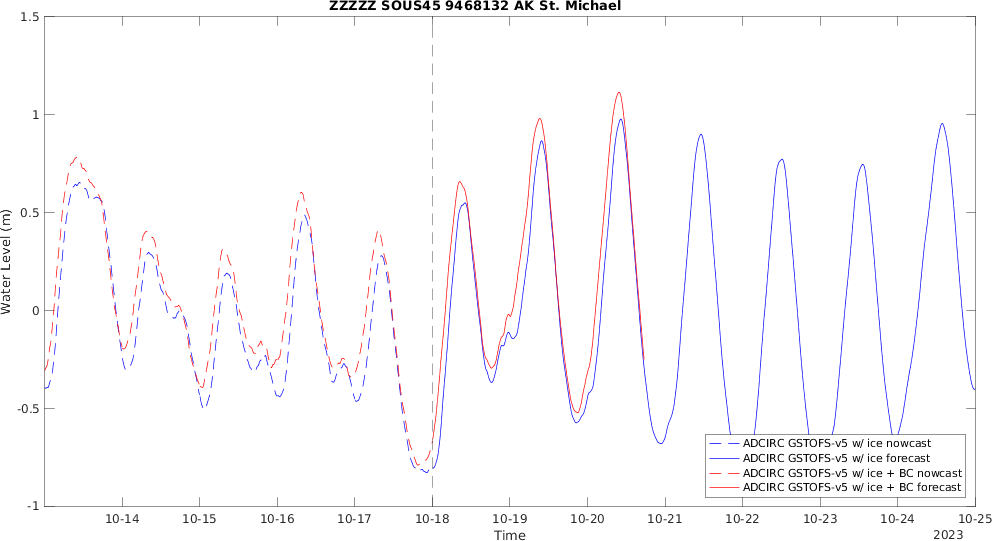 ZZZZZ SOUS45 9468132 AK St. Michael
Water Level (m)
1.5
1
0.5
0
-0.5
-1
10-14 10-15 10-16 10-17 10-18 10-19 10-20 10-21 10-22 10-23 10-24 10-25
Time
2023
ADCIRC GSTOFS-v5 w/ ice nowcast
ADCIRC GSTOFS-v5 w/ ice forecast
ADCIRC GSTOFS-v5 w/ ice + BC nowcast
ADCIRC GSTOFS-v5 w/ ice + BC forecast